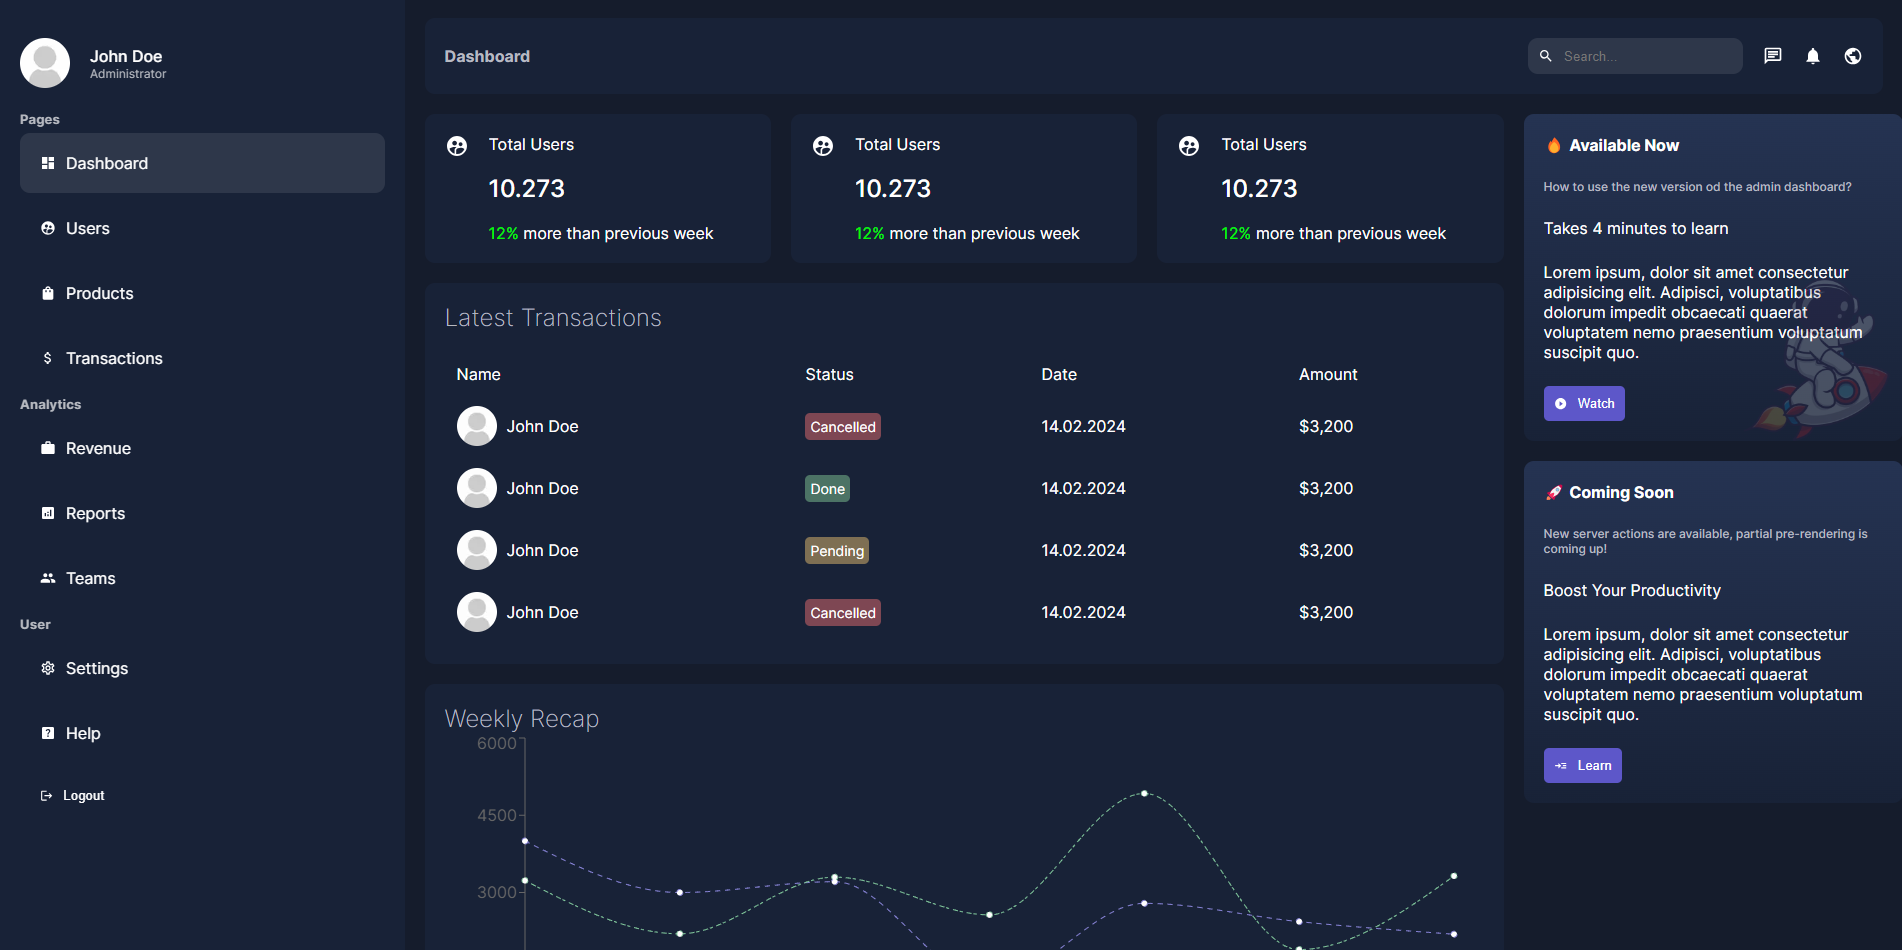 John Doe
Administrator
Pages
Dashboard
Users
Products
Transactions
Analytics
Revenue
Reports
Teams
User
Settings
Help
Logout
Dashboard
Search...
Total Users
10.273
12% more than previous week
Total Users
10.273
12% more than previous week
Total Users
10.273
12% more than previous week
Latest Transactions
Name Status Date Amount
John Doe Cancelled 14.02.2024 $3,200
John Doe Done 14.02.2024 $3,200
John Doe Pending 14.02.2024 $3,200
John Doe Cancelled 14.02.2024 $3,200
Weekly Recap
6000
4500
3000
🔥 Available Now
How to use the new version od the admin dashboard?
Takes 4 minutes to learn
Lorem ipsum, dolor sit amet consectetur
adipisicing elit. Adipisci, voluptatibus
dolorum impedit obcaecati quaerat
voluptatem nemo praesentium voluptatum
suscipit quo.
Watch
🚀 Coming Soon
New server actions are available, partial pre-rendering is
coming up!
Boost Your Productivity
Lorem ipsum, dolor sit amet consectetur
adipisicing elit. Adipisci, voluptatibus
dolorum impedit obcaecati quaerat
voluptatem nemo praesentium voluptatum
suscipit quo.
Learn